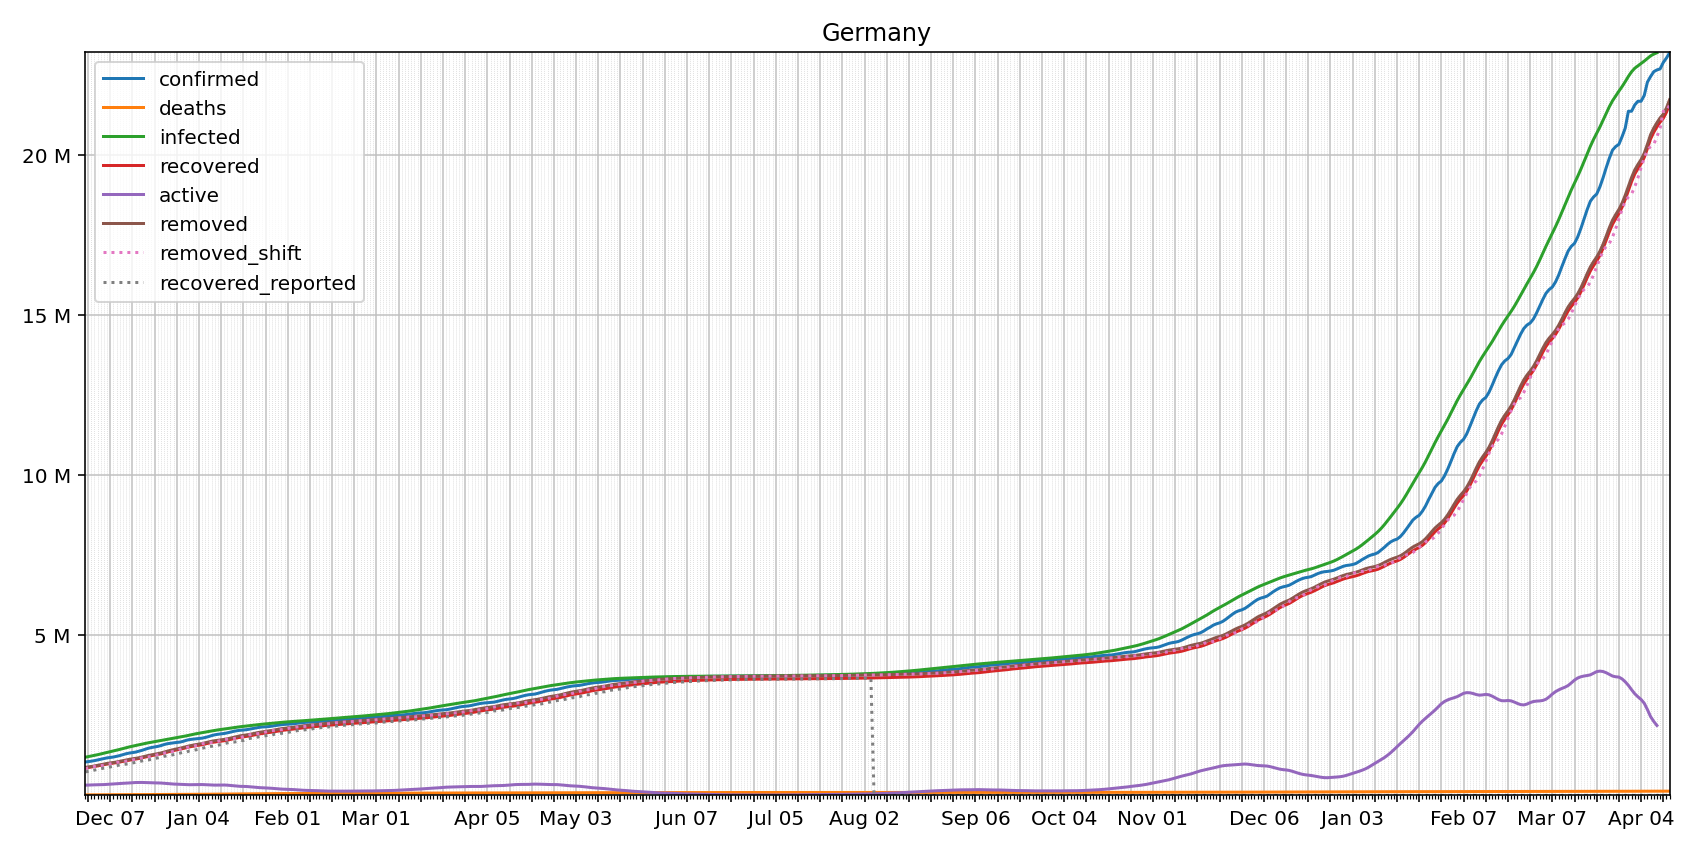 Germany
confirmed
deaths
infected
recovered
active
removed
removed_shift
recovered_reported
20 M
15 M
10 M
5 M
Dec 07 Jan 04 Feb 01 Mar 01 Apr 05 May 03 Jun 07 Jul 05 Aug 02 Sep 06 Oct 04 Nov 01 Dec 06 Jan 03 Feb 07 Mar 07 Apr 04